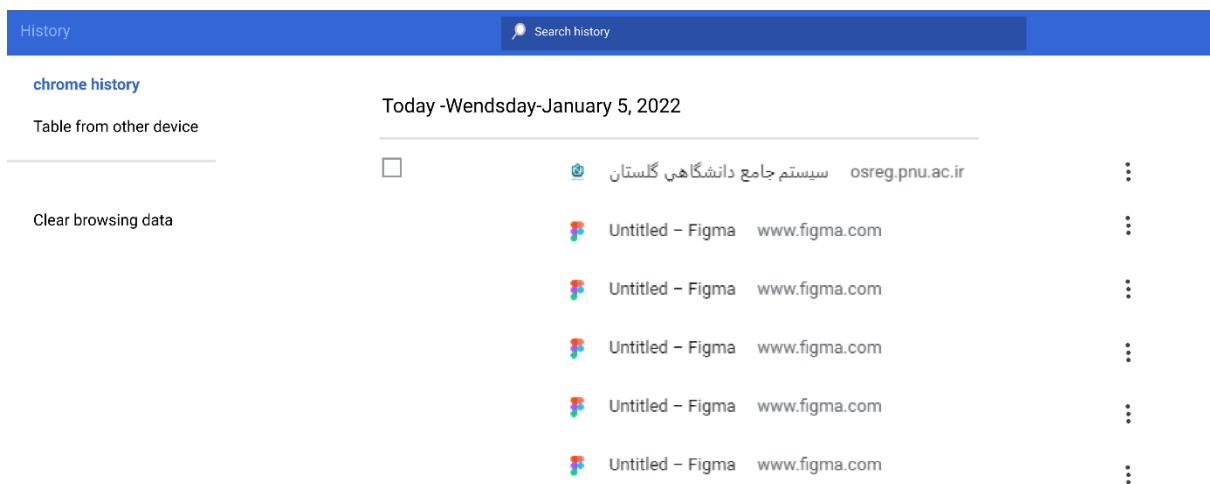 History
Search history
chrome history
Table from other device
Clear browsing data
Today -Wendsday-January 5, 2022
سيستم جامع دانشگاهي گلستان osreg.pnu.ac.ir
Untitled – Figma www.figma.com
Untitled – Figma www.figma.com
Untitled – Figma www.figma.com
Untitled – Figma www.figma.com
Untitled – Figma www.figma.com